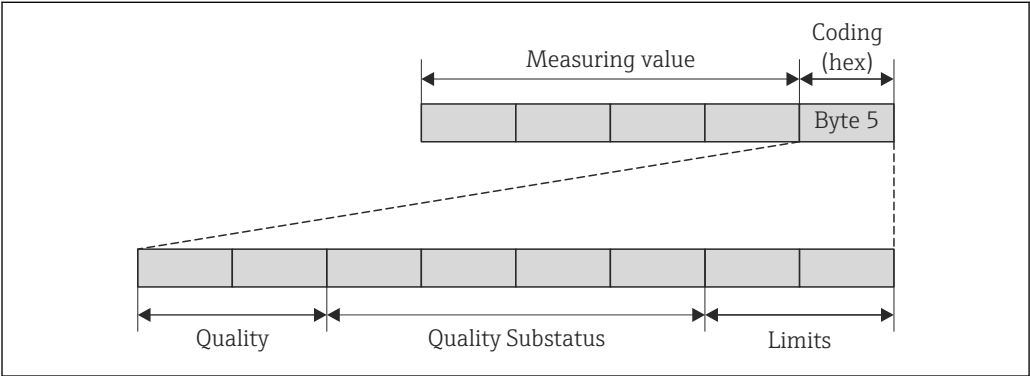 Coding
(hex)
Measuring value
Byte 5
Quality
Quality Substatus
Limits